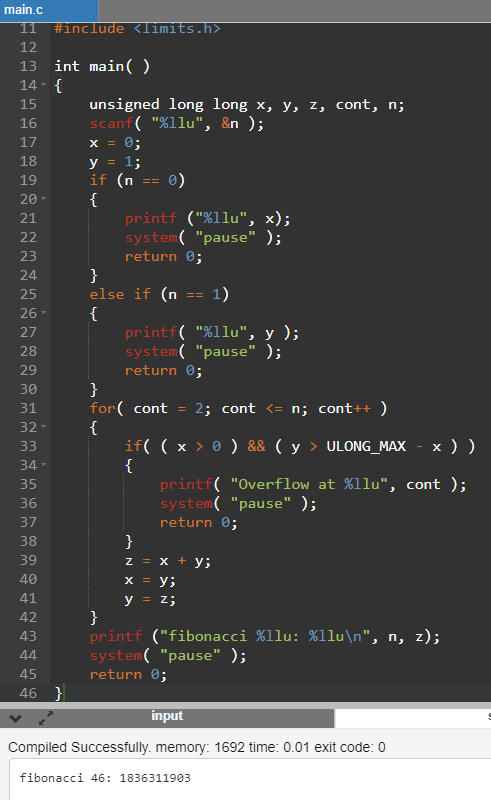 main.c
11 #include <limits.h>
12
13 int main( )
14 {
15 unsigned long long x, y, z, cont, n;
16 scanf( "%llu", &n );
17 x = 0;
18 y = 1;
19 if (n == 0)
20 {
21 printf ("%llu", x);
22 system( "pause" );
23 return 0;
24 }
25 else if (n == 1)
26 {
27 printf( "%llu", y );
28 system( "pause" );
29 return 0;
30 }
31 for( cont = 2; cont <= n; cont++ )
32 {
33 if( ( x > 0 ) && ( y > ULONG_MAX - x ) )
34 {
35 printf( "Overflow at %llu", cont );
36 system( "pause" );
37 return 0;
38 }
39 z = x + y;
40 x = y;
41 y = z;
42 }
43 printf ("fibonacci %llu: %llu\n", n, z);
44 system( "pause" );
45 return 0;
46 }
input
Compiled Successfully. memory: 1692 time: 0.01 exit code: 0
fibonacci 46: 1836311903